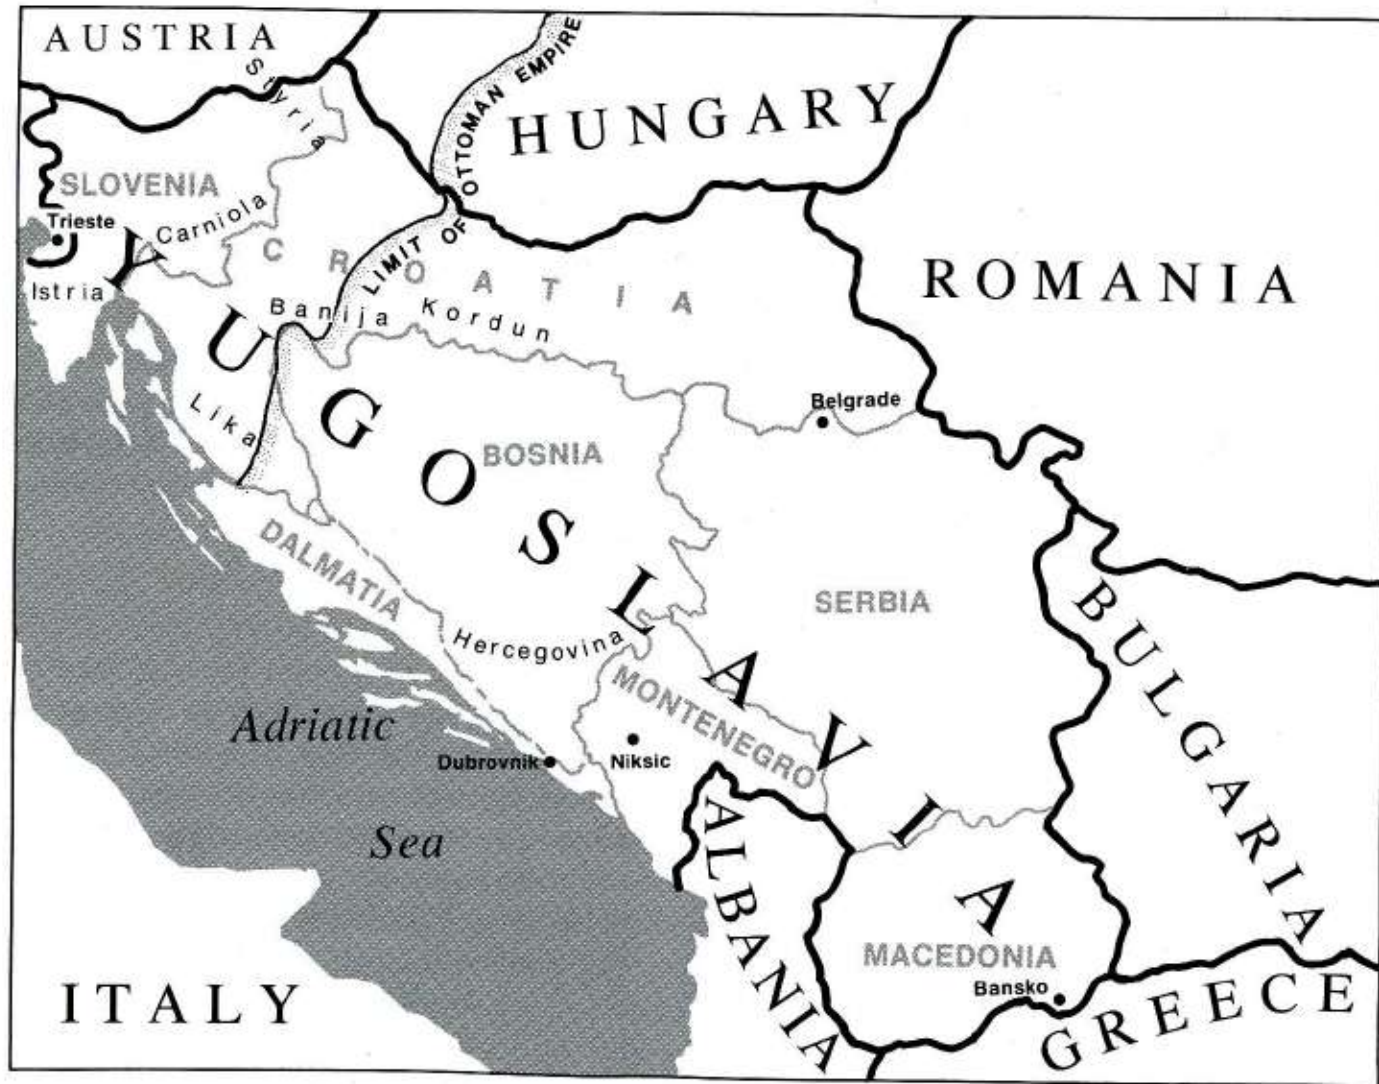 AUSTRIA
Styria
LIMIT OF OTTOMAN EMPIRE
HUNGARY
SLOVENIA
Carniola
Trieste
Istria
CROATIA
Banija
Kordun
ROMANIA
YUGOSLAVIA
Lika
Belgrade
BOSNIA
DALMATIA
SERBIA
BULGARIA
Hercegovina
MONTENEGRO
Adriatic
Sea
Dubrovnik
Niksic
ALBANIA
MACEDONIA
Bansko
ITALY
GREECE